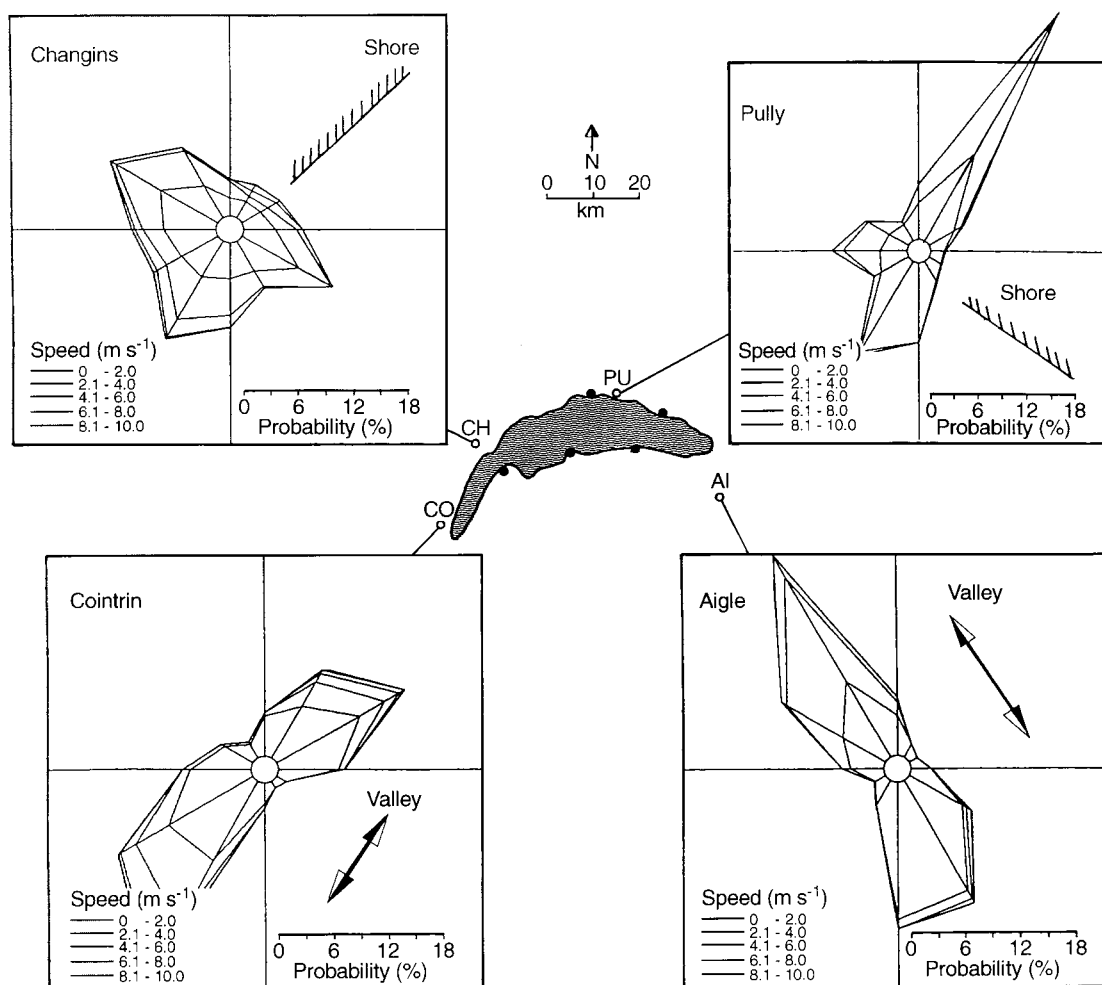 Changins
Shore
Speed (m s⁻¹)
0 - 2.0
2.1 - 4.0
4.1 - 6.0
6.1 - 8.0
8.1 - 10.0
0 6 12 18
Probability (%)
N
0 10 20
km
Pully
Shore
Speed (m s⁻¹)
0 - 2.0
2.1 - 4.0
4.1 - 6.0
6.1 - 8.0
8.1 - 10.0
0 6 12 18
Probability (%)
PU
CH
AI
CO
Cointrin
Valley
Speed (m s⁻¹)
0 - 2.0
2.1 - 4.0
4.1 - 6.0
6.1 - 8.0
8.1 - 10.0
0 6 12 18
Probability (%)
Aigle
Valley
Speed (m s⁻¹)
0 - 2.0
2.1 - 4.0
4.1 - 6.0
6.1 - 8.0
8.1 - 10.0
0 6 13 18
Probability (%)